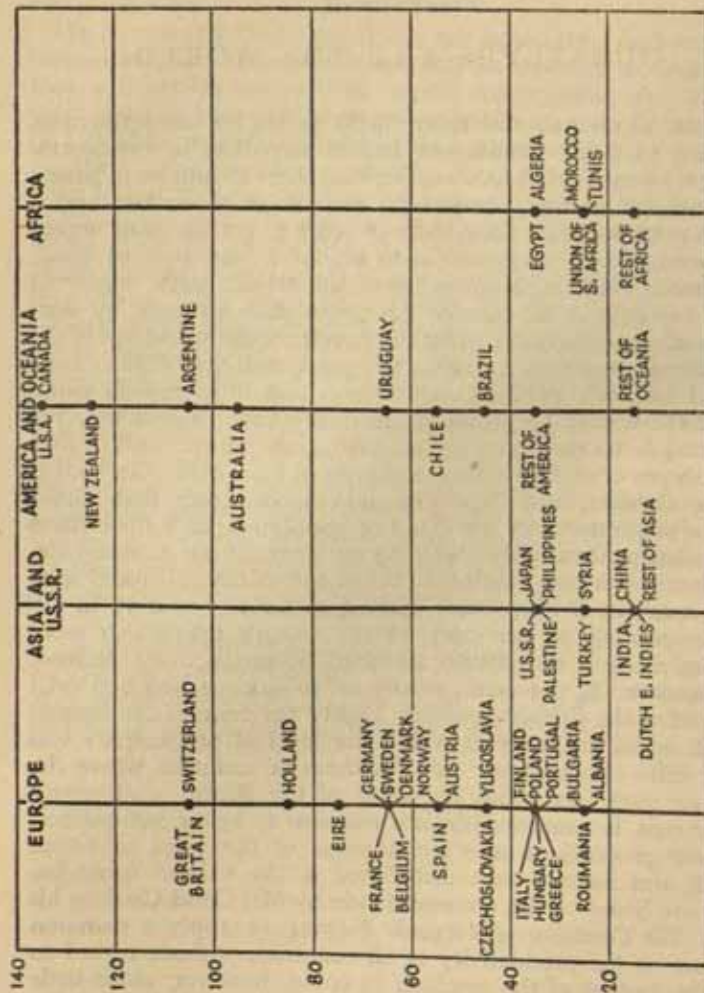 EUROPE
ASIA AND
U.S.S.R.
AMERICA AND OCEANIA
AFRICA
140
120
100
80
60
40
20
GREAT
BRITAIN
SWITZERLAND
HOLLAND
EIRE
FRANCE
BELGIUM
GERMANY
SWEDEN
DENMARK
NORWAY
SPAIN
AUSTRIA
CZECHOSLOVAKIA
YUGOSLAVIA
ITALY
HUNGARY
GREECE
FINLAND
POLAND
PORTUGAL
ROUMANIA
BULGARIA
ALBANIA
U.S.S.R.
PALESTINE
JAPAN
PHILIPPINES
TURKEY
SYRIA
INDIA
DUTCH E. INDIES
CHINA
REST OF ASIA
U.S.A.
CANADA
NEW ZEALAND
ARGENTINE
AUSTRALIA
URUGUAY
CHILE
BRAZIL
REST OF
AMERICA
REST OF
OCEANIA
EGYPT
ALGERIA
UNION OF
S. AFRICA
MOROCCO
TUNIS
REST OF
AFRICA